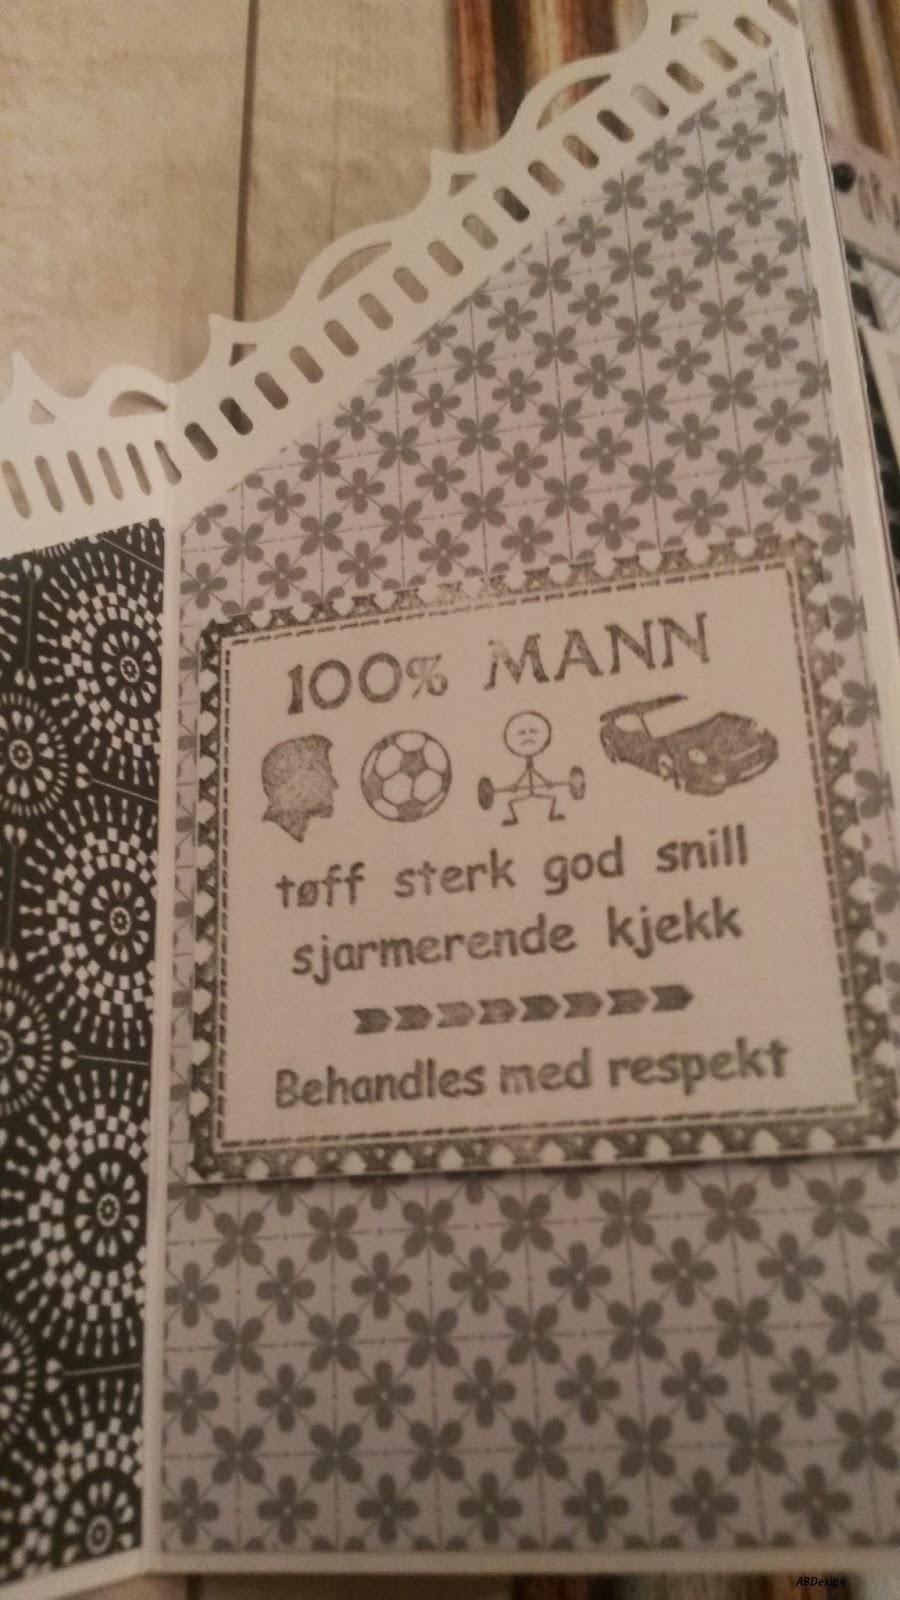 100% MANN
tøff sterk god snill
sjarmerende kjekk
Behandles med respekt
ABDesign